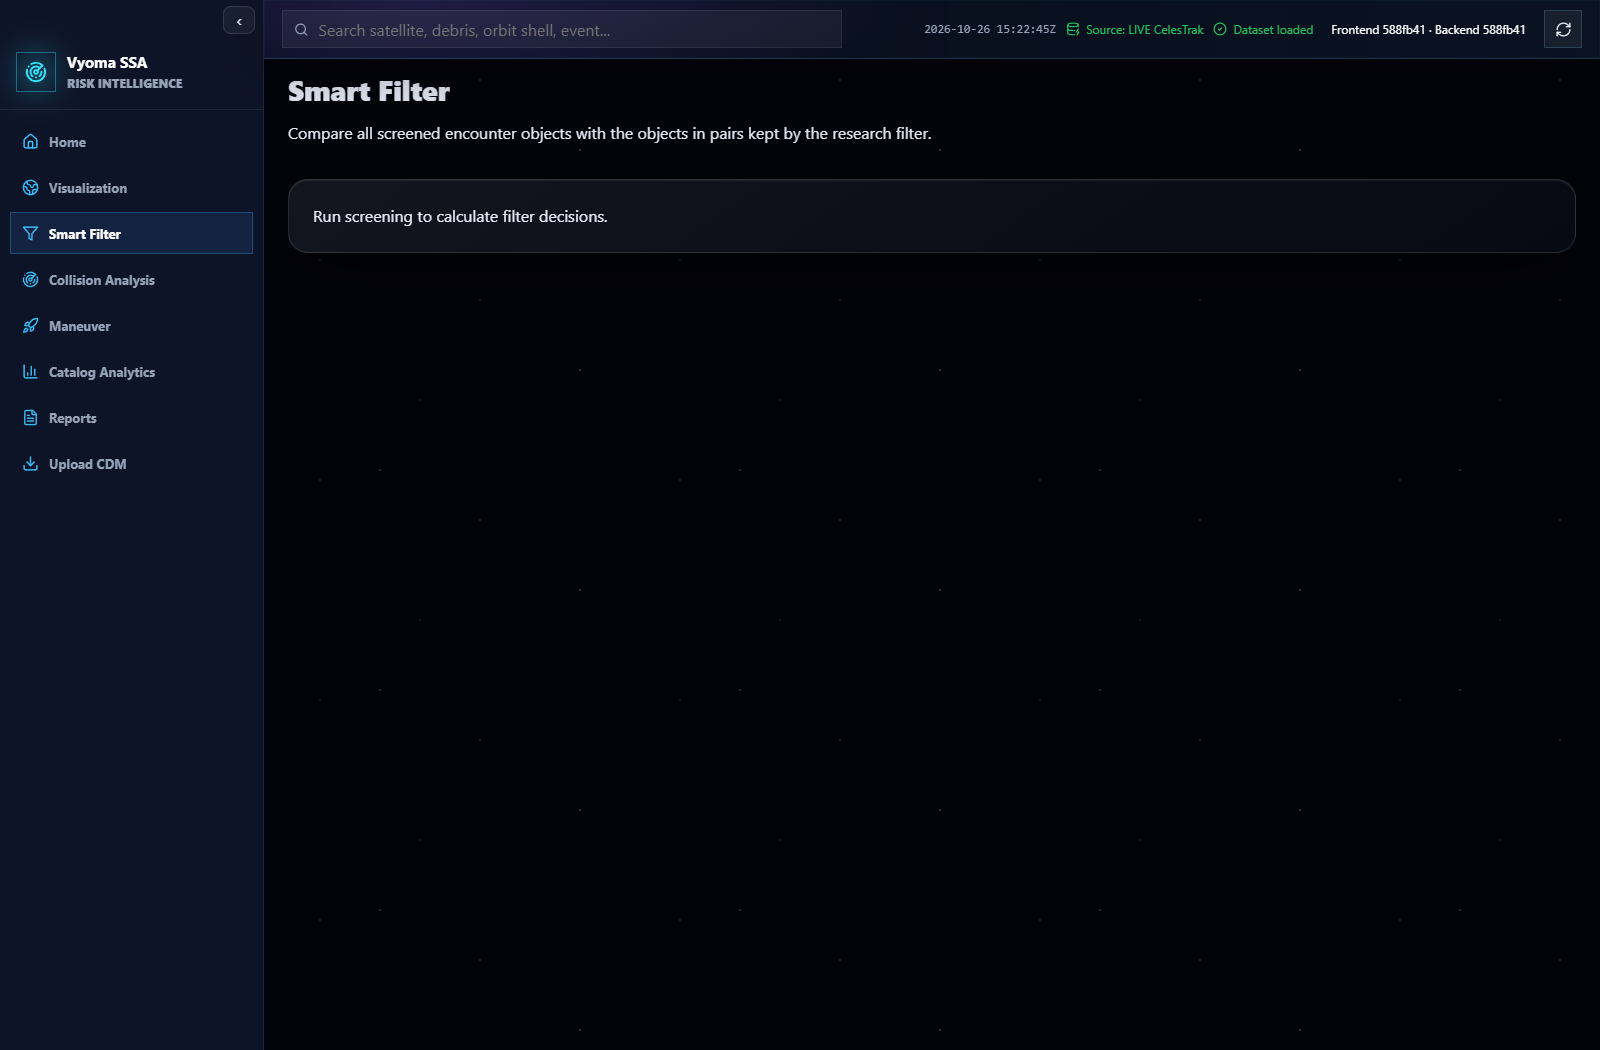 ‹
Vyoma SSA
RISK INTELLIGENCE
Home
Visualization
Smart Filter
Collision Analysis
Maneuver
Catalog Analytics
Reports
Upload CDM
Search satellite, debris, orbit shell, event...
2026-10-26 15:22:45Z Source: LIVE CelesTrak Dataset loaded Frontend 588fb41 · Backend 588fb41
Smart Filter
Compare all screened encounter objects with the objects in pairs kept by the research filter.
Run screening to calculate filter decisions.